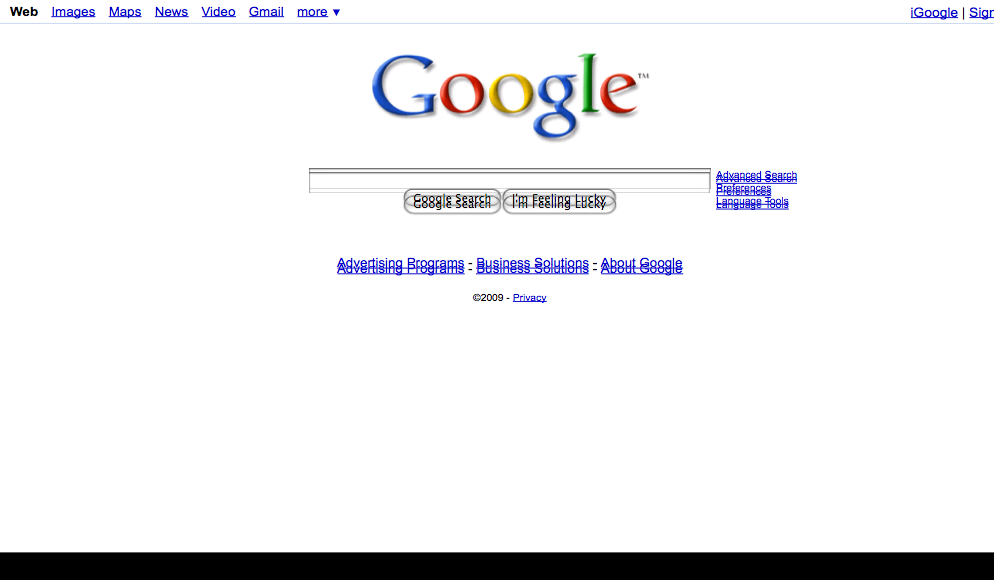 Web Images Maps News Video Gmail more ▼ iGoogle | Sign
Google™
Advanced Search
Preferences
Google Search I'm Feeling Lucky Language Tools
Advertising Programs - Business Solutions - About Google
©2009 - Privacy